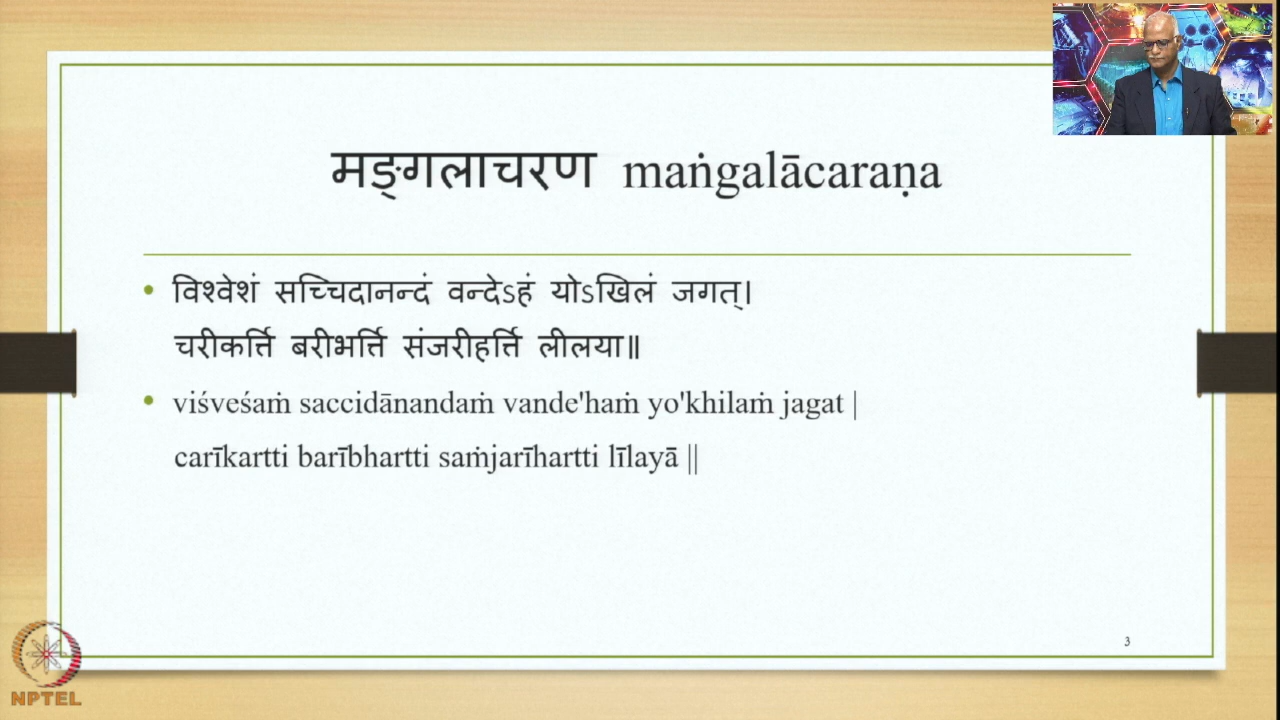 मङ्गलाचरण maṅgalācaraṇa
• विश्वेशं सच्चिदानन्दं वन्देऽहं योऽखिलं जगत्।
चरीकर्त्ति बरीभर्त्ति संजरीहर्त्ति लीलया॥
• viśveśaṁ saccidānandaṁ vande'haṁ yo'khilaṁ jagat |
carīkartti barībhartti saṁjarīhartti līlayā ||
3
NPTEL